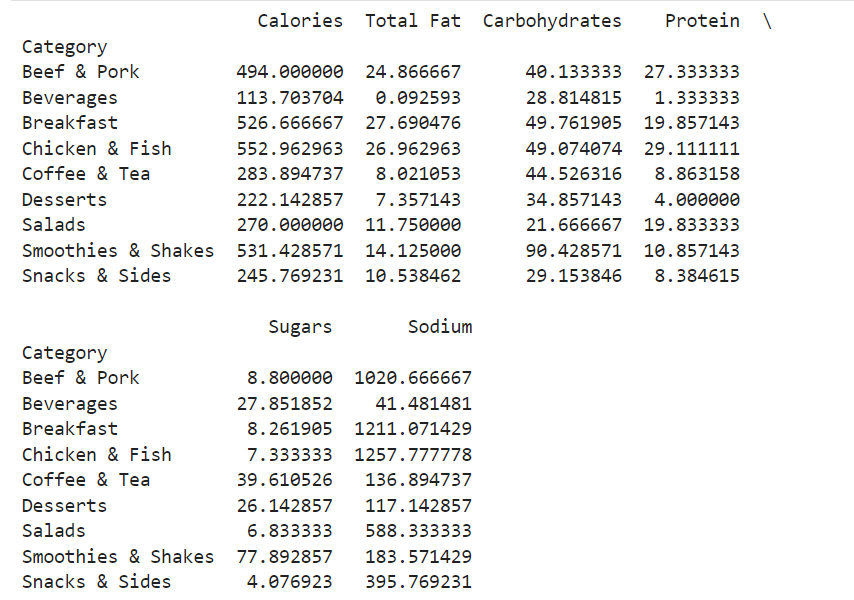 Calories Total Fat Carbohydrates Protein \
Category
Beef & Pork 494.000000 24.866667 40.133333 27.333333
Beverages 113.703704 0.092593 28.814815 1.333333
Breakfast 526.666667 27.690476 49.761905 19.857143
Chicken & Fish 552.962963 26.962963 49.074074 29.111111
Coffee & Tea 283.894737 8.021053 44.526316 8.863158
Desserts 222.142857 7.357143 34.857143 4.000000
Salads 270.000000 11.750000 21.666667 19.833333
Smoothies & Shakes 531.428571 14.125000 90.428571 10.857143
Snacks & Sides 245.769231 10.538462 29.153846 8.384615
Sugars Sodium
Category
Beef & Pork 8.800000 1020.666667
Beverages 27.851852 41.481481
Breakfast 8.261905 1211.071429
Chicken & Fish 7.333333 1257.777778
Coffee & Tea 39.610526 136.894737
Desserts 26.142857 117.142857
Salads 6.833333 588.333333
Smoothies & Shakes 77.892857 183.571429
Snacks & Sides 4.076923 395.769231